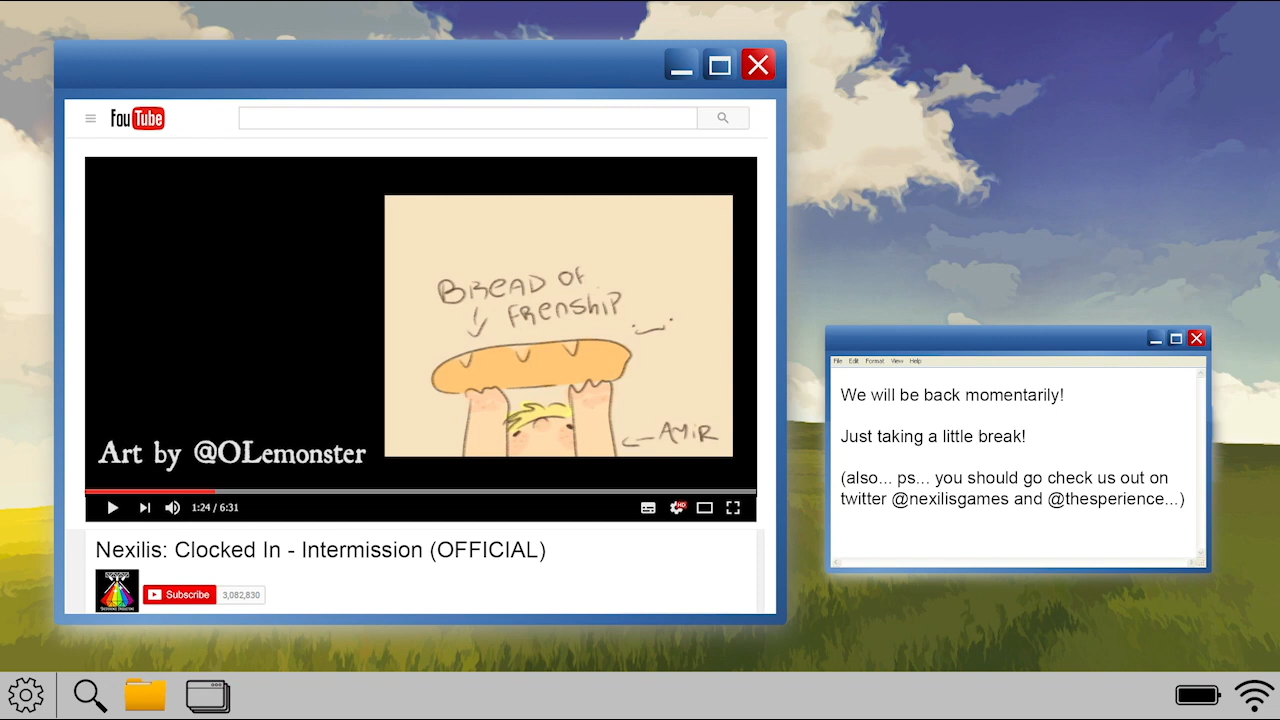 FouTube
BREAD OF
FRENSHIP
AMIR
Art by @OLemonster
HD
1:24 / 6:31
Nexilis: Clocked In - Intermission (OFFICIAL)
Subscribe 3,082,830
File Edit Format View Help
We will be back momentarily!
Just taking a little break!
(also... ps... you should go check us out on
twitter @nexilisgames and @thesperience...)